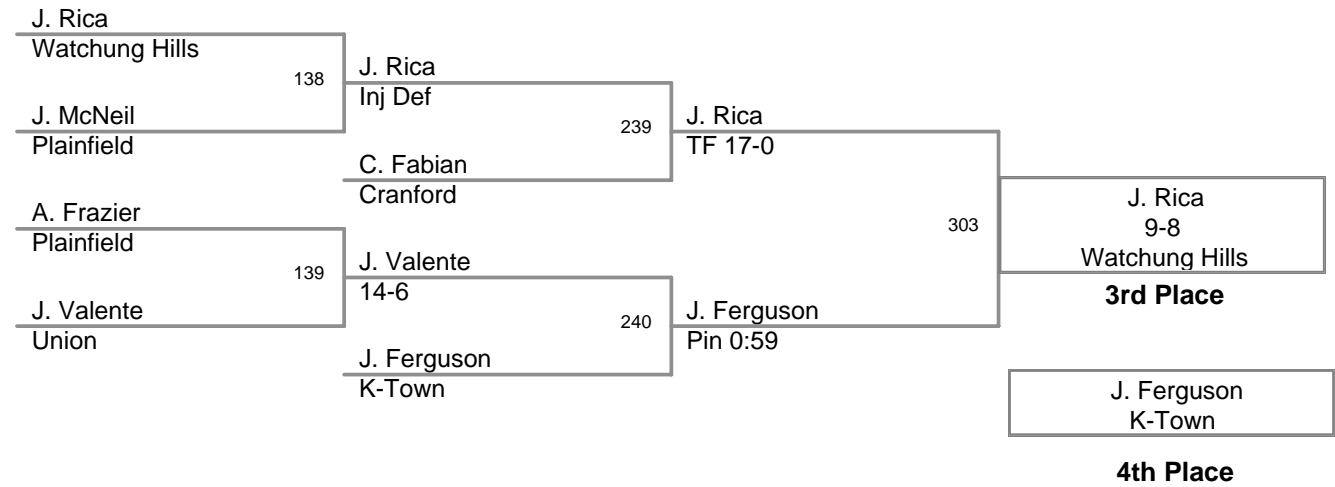 J. Rica
Watchung Hills
138
J. McNeil
Plainfield
A. Frazier
Plainfield
139
J. Valente
Union
J. Rica
Inj Def
239
C. Fabian
Cranford
J. Valente
14-6
240
J. Ferguson
K-Town
J. Rica
TF 17-0
303
J. Ferguson
Pin 0:59
J. Rica
9-8
Watchung Hills
3rd Place
J. Ferguson
K-Town
4th Place